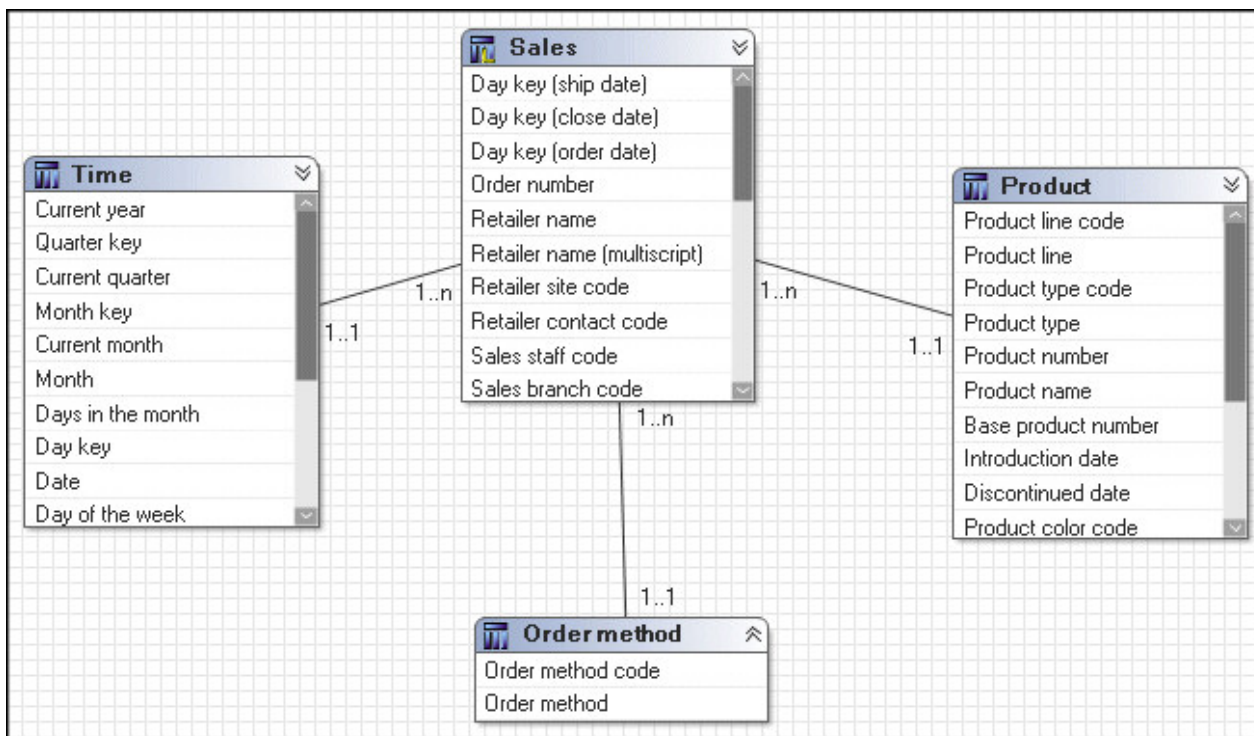 Sales
Day key (ship date)
Day key (close date)
Day key (order date)
Order number
Retailer name
Retailer name (multiscript)
Retailer site code
Retailer contact code
Sales staff code
Sales branch code
Time
Current year
Quarter key
Current quarter
Month key
Current month
Month
Days in the month
Day key
Date
Day of the week
Product
Product line code
Product line
Product type code
Product type
Product number
Product name
Base product number
Introduction date
Discontinued date
Product color code
1..n
1..1
1..n
1..1
1..n
1..1
Order method
Order method code
Order method